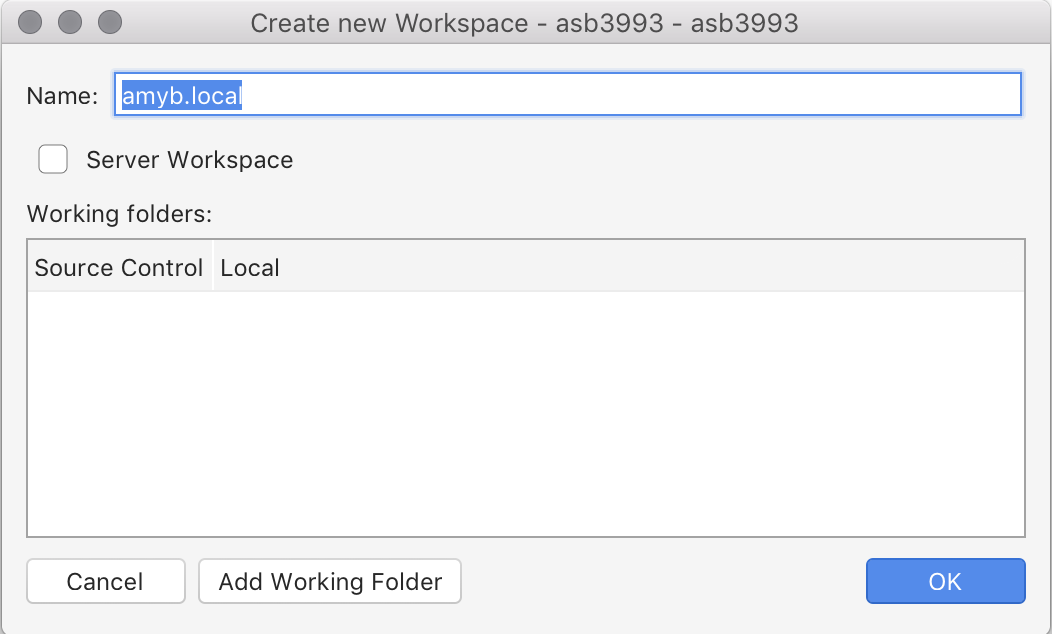 Create new Workspace - asb3993 - asb3993
Name: amyb.local
Server Workspace
Working folders:
Source Control Local
Cancel Add Working Folder OK